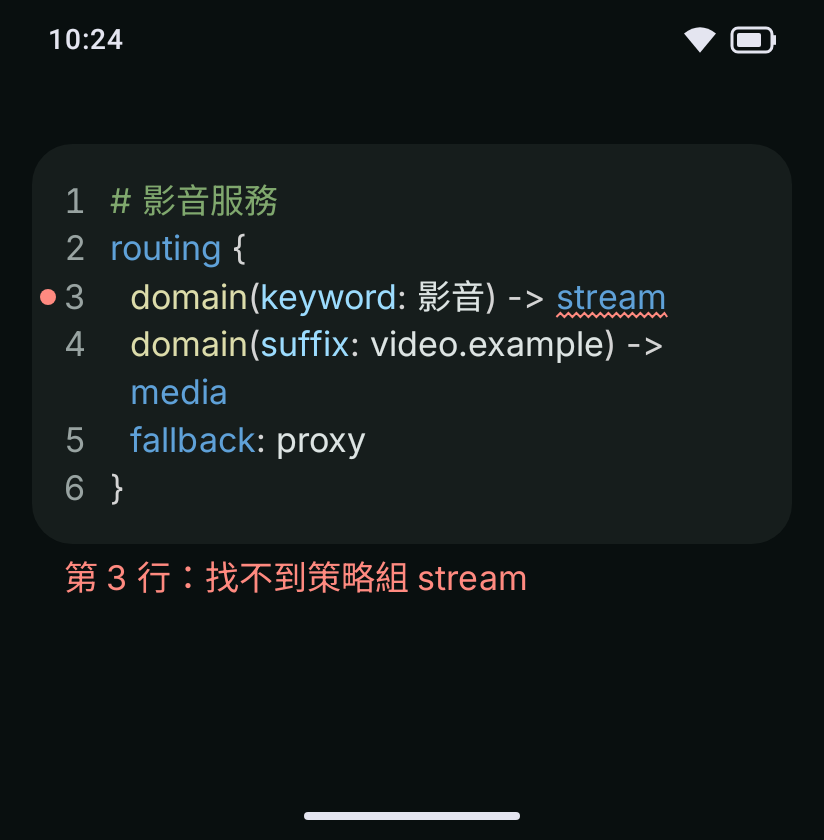 10:24
1 # 影音服務
2 routing {
3 domain(keyword: 影音) -> stream
4 domain(suffix: video.example) ->
media
5 fallback: proxy
6 }
第 3 行：找不到策略組 stream